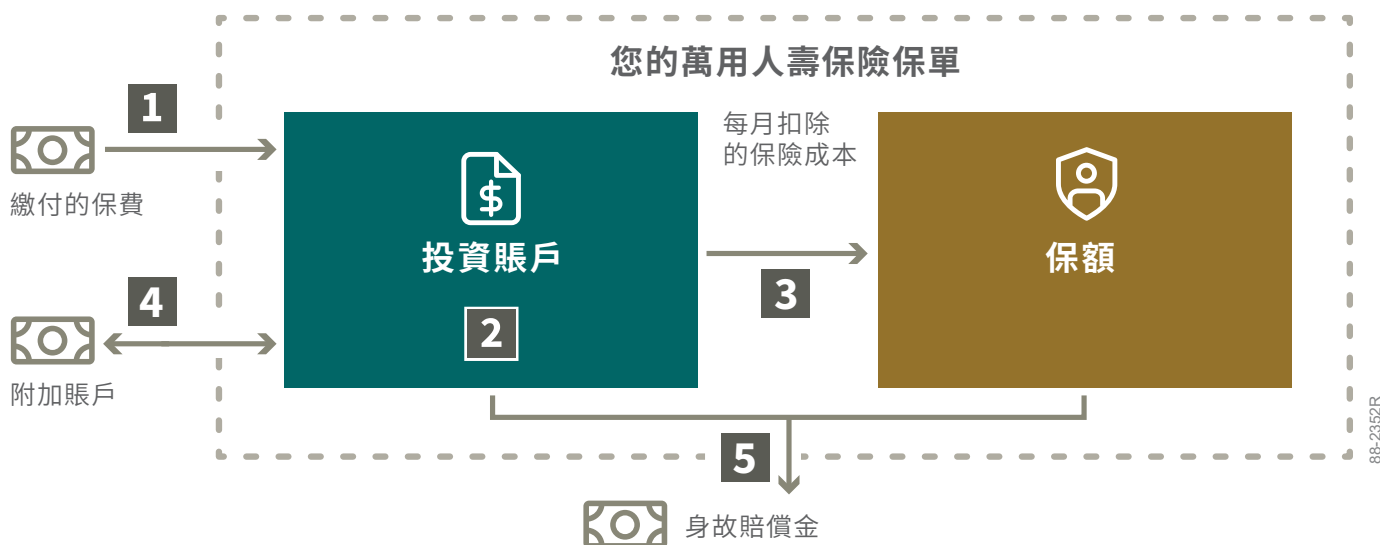 您的萬用人壽保險保單
1
繳付的保費
投資賬戶
2
每月扣除
的保險成本
3
保額
4
附加賬戶
5
身故賠償金
88-2352R